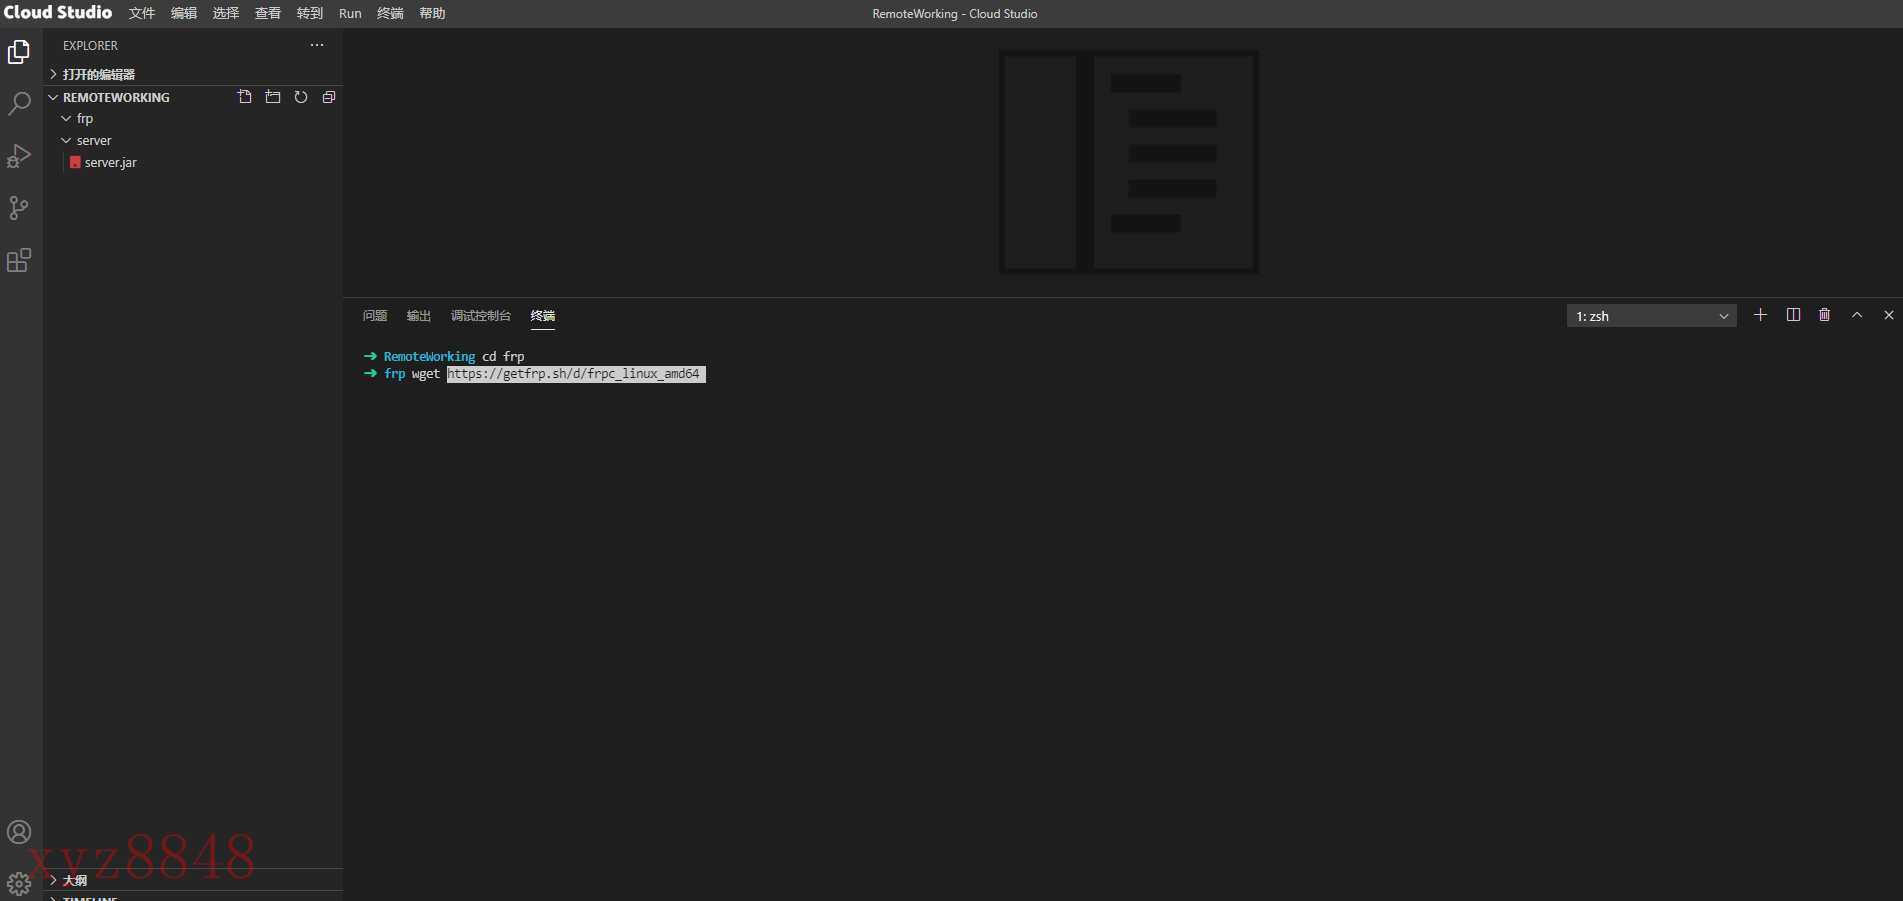 Cloud Studio 文件 编辑 选择 查看 转到 Run 终端 帮助 RemoteWorking - Cloud Studio
EXPLORER
打开的编辑器
REMOTEWORKING
frp
server
server.jar
问题 输出 调试控制台 终端 1: zsh
➜ RemoteWorking cd frp
➜ frp wget https://getfrp.sh/d/frpc_linux_amd64
xyz8848
大纲
TIMELINE